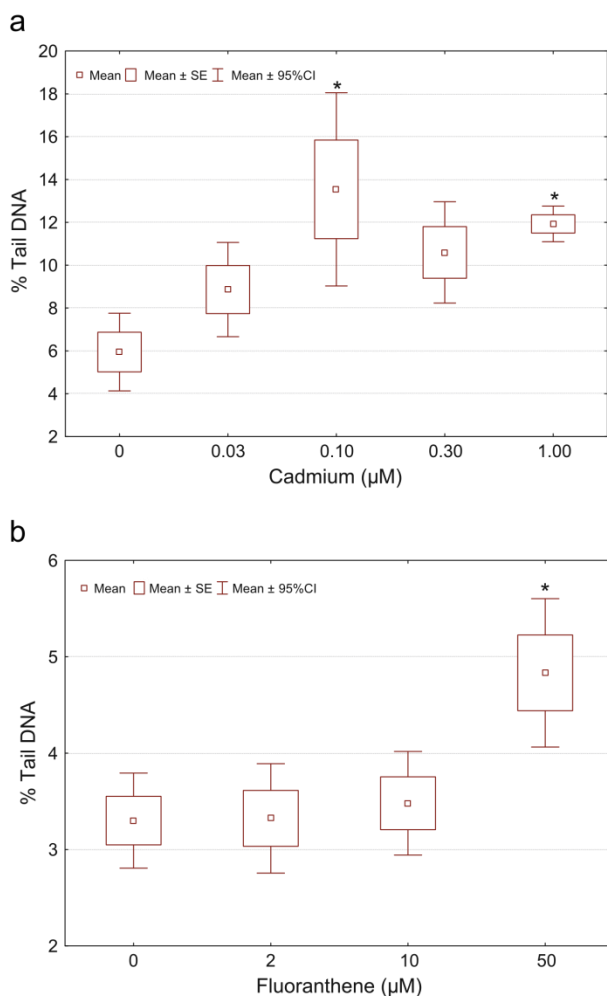 a
20
Mean Mean ± SE Mean ± 95%CI
18
*
16
14
12
*
10
8
6
4
2
% Tail DNA
0 0.03 0.10 0.30 1.00
Cadmium (µM)
b
6
Mean Mean ± SE Mean ± 95%CI
*
5
4
3
2
% Tail DNA
0 2 10 50
Fluoranthene (µM)